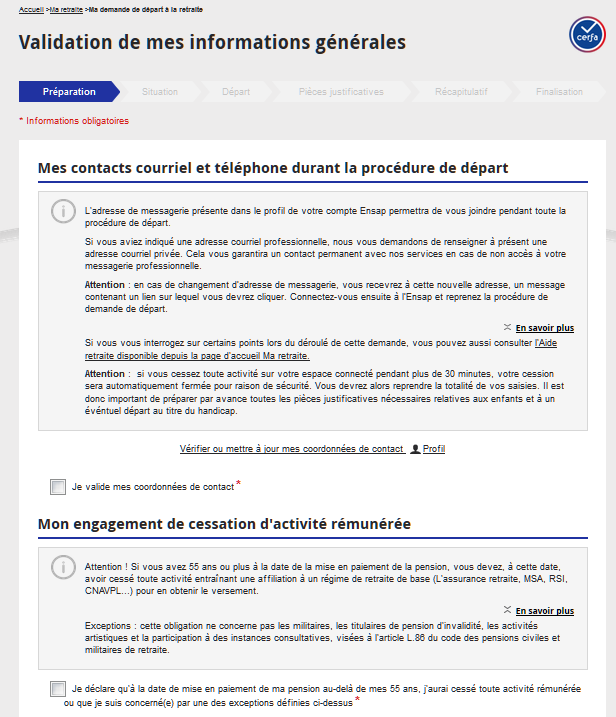 Accueil >Ma retraite >Ma demande de départ à la retraite
Validation de mes informations générales
cerfa
Préparation
Situation
Départ
Pièces justificatives
Récapitulatif
Finalisation
* Informations obligatoires
Mes contacts courriel et téléphone durant la procédure de départ
L'adresse de messagerie présente dans le profil de votre compte Ensap permettra de vous joindre pendant toute la
procédure de départ.
Si vous aviez indiqué une adresse courriel professionnelle, nous vous demandons de renseigner à présent une
adresse courriel privée. Cela vous garantira un contact permanent avec nos services en cas de non accès à votre
messagerie professionnelle.
Attention : en cas de changement d'adresse de messagerie, vous recevrez à cette nouvelle adresse, un message
contenant un lien sur lequel vous devrez cliquer. Connectez-vous ensuite à l'Ensap et reprenez la procédure de
demande de départ.
En savoir plus
Si vous vous interrogez sur certains points lors du déroulé de cette demande, vous pouvez aussi consulter l'Aide
retraite disponible depuis la page d'accueil Ma retraite.
Attention : si vous cessez toute activité sur votre espace connecté pendant plus de 30 minutes, votre cession
sera automatiquement fermée pour raison de sécurité. Vous devrez alors reprendre la totalité de vos saisies. Il est
donc important de préparer par avance toutes les pièces justificatives nécessaires relatives aux enfants et à un
événtuel départ au titre du handicap.
Vérifier ou mettre à jour mes coordonnées de contact Profil
Je valide mes coordonnées de contact *
Mon engagement de cessation d'activité rémunérée
Attention ! Si vous avez 55 ans ou plus à la date de la mise en paiement de la pension, vous devez, à cette date,
avoir cessé toute activité entraînant une affiliation à un régime de retraite de base (L'assurance retraite, MSA, RSI,
CNAVPL...) pour en obtenir le versement.
En savoir plus
Exceptions : cette obligation ne concerne pas les militaires, les titulaires de pension d'invalidité, les activités
artistiques et la participation à des instances consultatives, visées à l'article L.86 du code des pensions civiles et
militaires de retraite.
Je déclare qu'à la date de mise en paiement de ma pension au-delà de mes 55 ans, j'aurai cessé toute activité rémunérée
ou que je suis concerné(e) par une des exceptions définies ci-dessus *